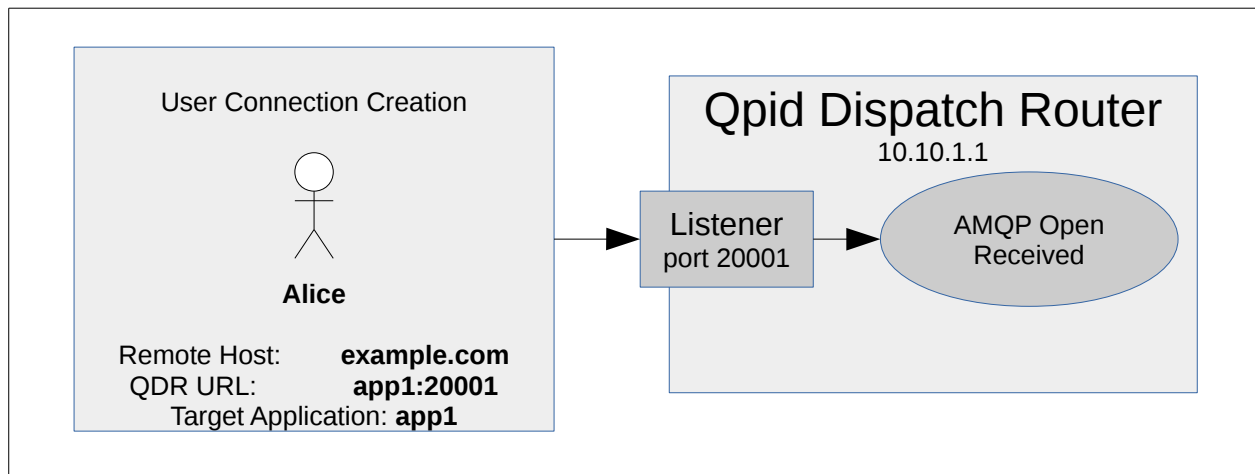 User Connection Creation
Alice
Remote Host: example.com
QDR URL: app1:20001
Target Application: app1
Qpid Dispatch Router
10.10.1.1
Listener
port 20001
AMQP Open
Received